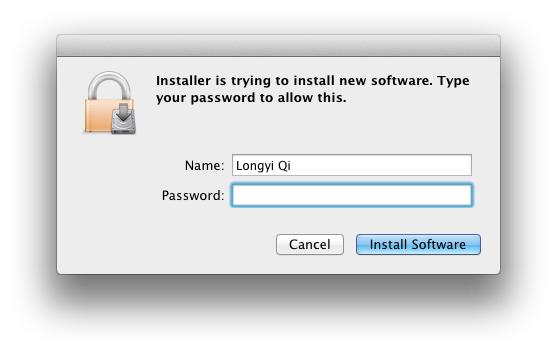 Installer is trying to install new software. Type
your password to allow this.
Name: Longyi Qi
Password:
Cancel Install Software